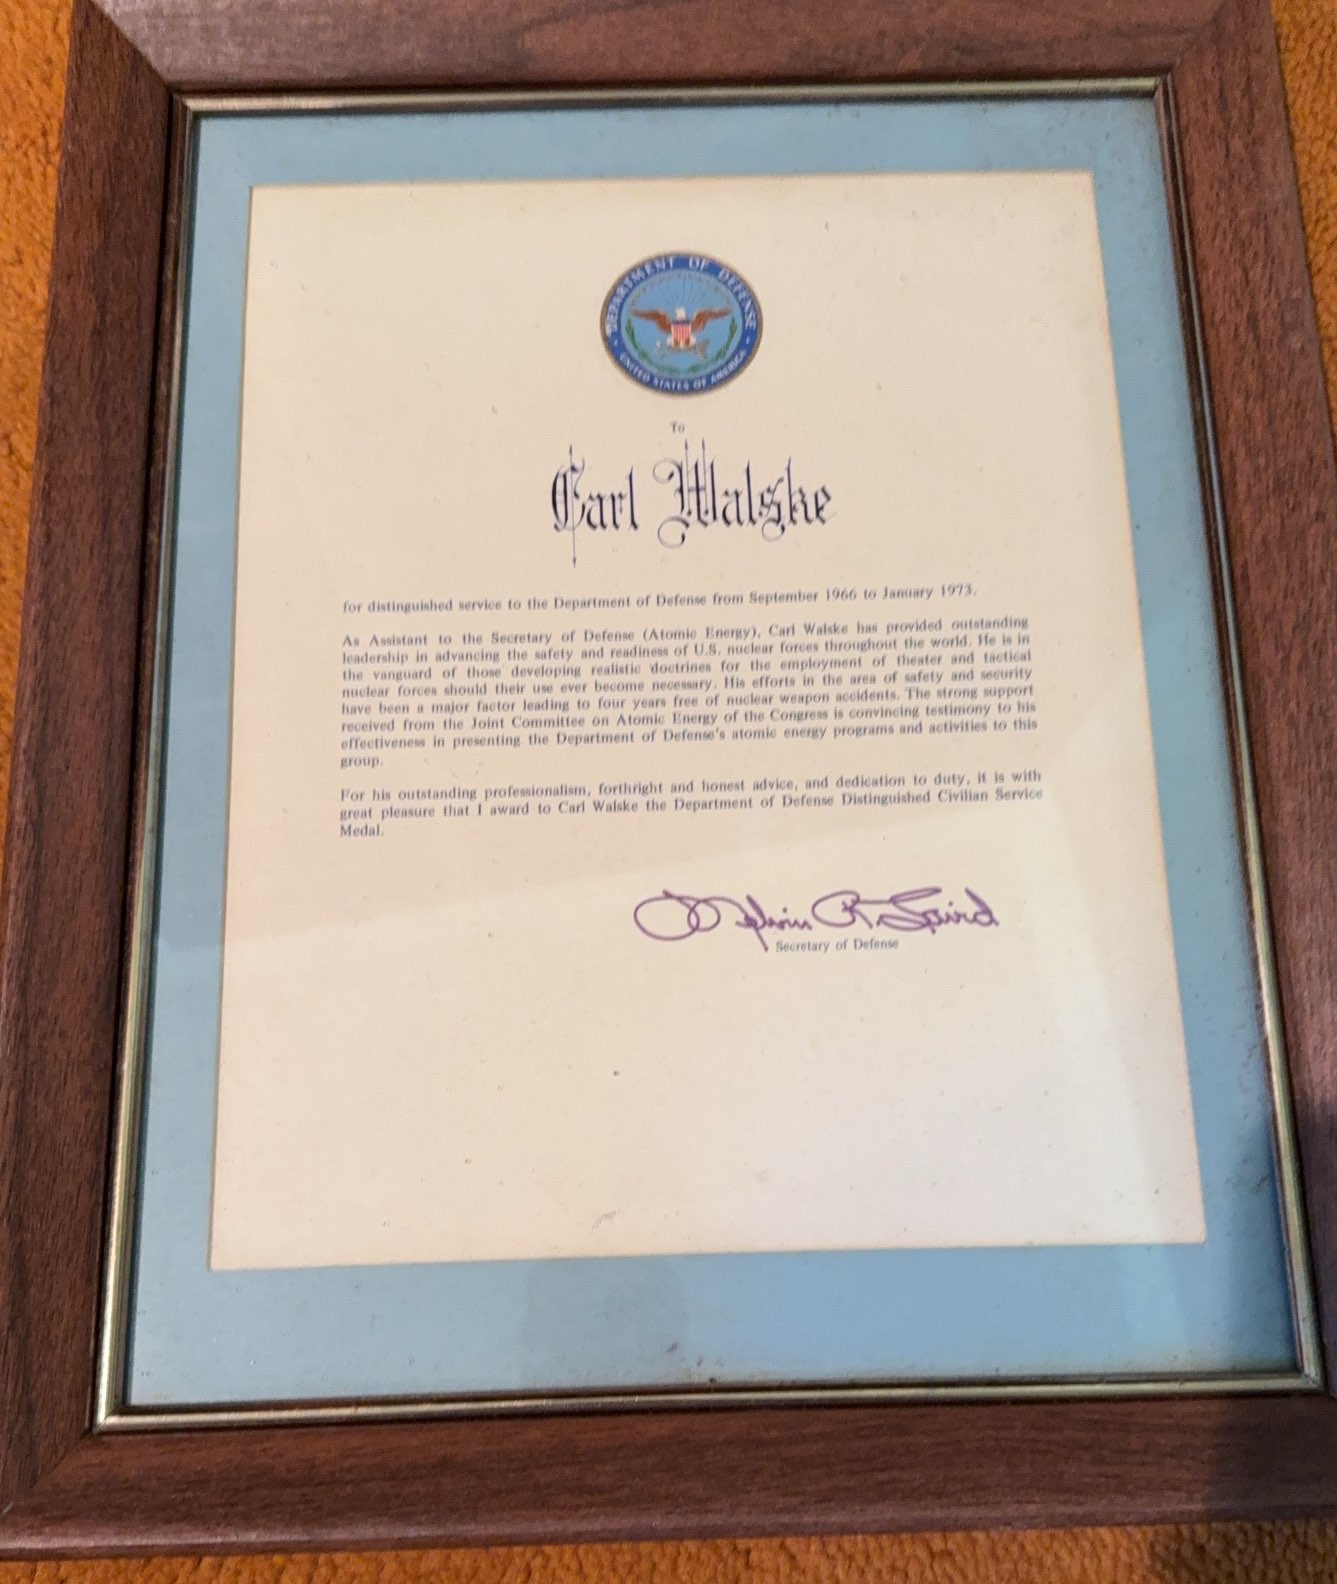 DEPARTMENT OF DEFENSE
UNITED STATES OF AMERICA
To
Carl Walske
for distinguished service to the Department of Defense from September 1966 to January 1973.
As Assistant to the Secretary of Defense (Atomic Energy), Carl Walske has provided outstanding
leadership in advancing the safety and readiness of U.S. nuclear forces throughout the world. He is in
the vanguard of those developing realistic doctrines for the employment of theater and tactical
nuclear forces should their use ever become necessary. His efforts in the area of safety and security
have been a major factor leading to four years free of nuclear weapon accidents. The strong support
received from the Joint Committee on Atomic Energy of the Congress is convincing testimony to his
effectiveness in presenting the Department of Defense's atomic energy programs and activities to this
group.
For his outstanding professionalism, forthright and honest advice, and dedication to duty, it is with
great pleasure that I award to Carl Walske the Department of Defense Distinguished Civilian Service
Medal.
Melvin R. Laird
Secretary of Defense